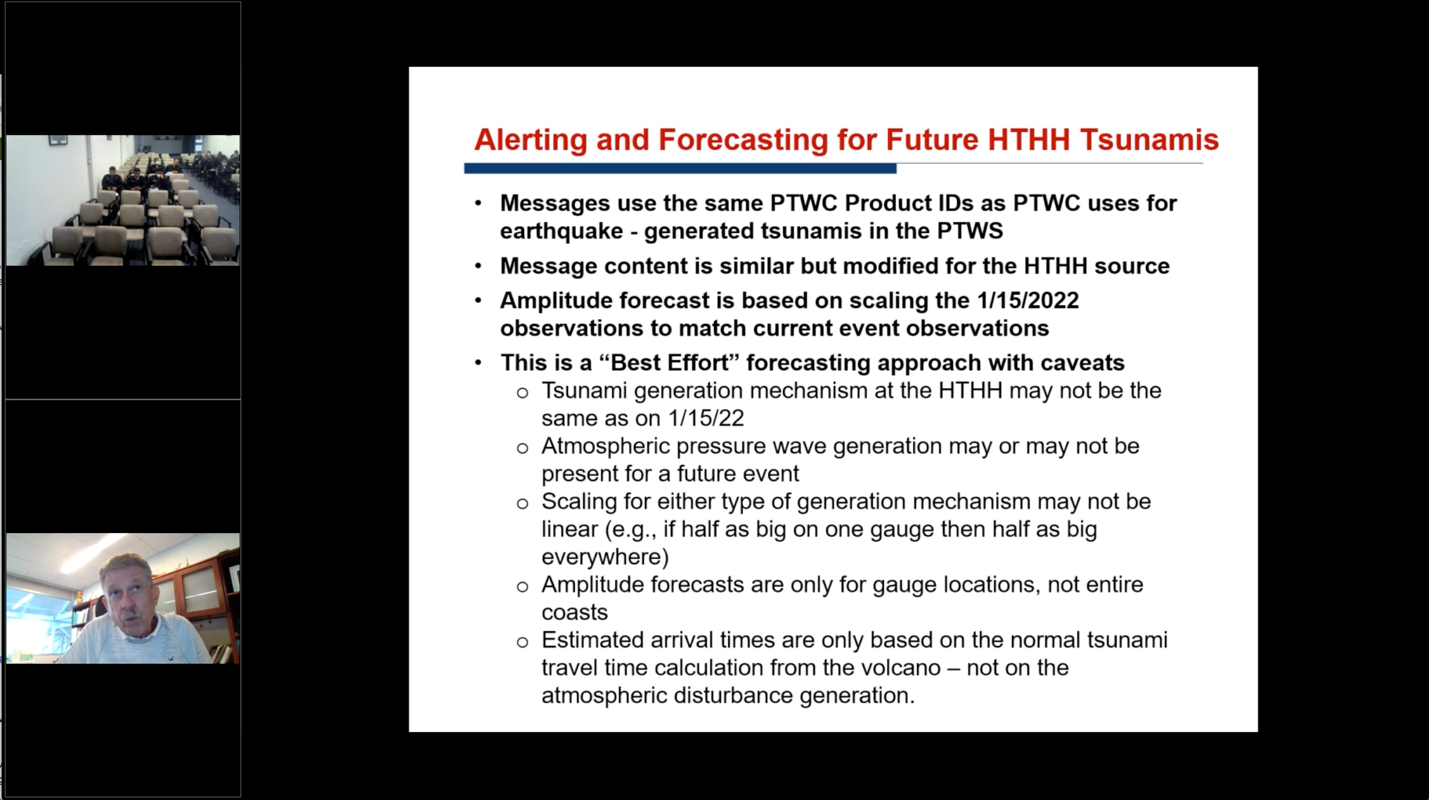 Alerting and Forecasting for Future HTHH Tsunamis
• Messages use the same PTWC Product IDs as PTWC uses for
earthquake - generated tsunamis in the PTWS
• Message content is similar but modified for the HTHH source
• Amplitude forecast is based on scaling the 1/15/2022
observations to match current event observations
• This is a “Best Effort” forecasting approach with caveats
o Tsunami generation mechanism at the HTHH may not be the
same as on 1/15/22
o Atmospheric pressure wave generation may or may not be
present for a future event
o Scaling for either type of generation mechanism may not be
linear (e.g., if half as big on one gauge then half as big
everywhere)
o Amplitude forecasts are only for gauge locations, not entire
coasts
o Estimated arrival times are only based on the normal tsunami
travel time calculation from the volcano – not on the
atmospheric disturbance generation.